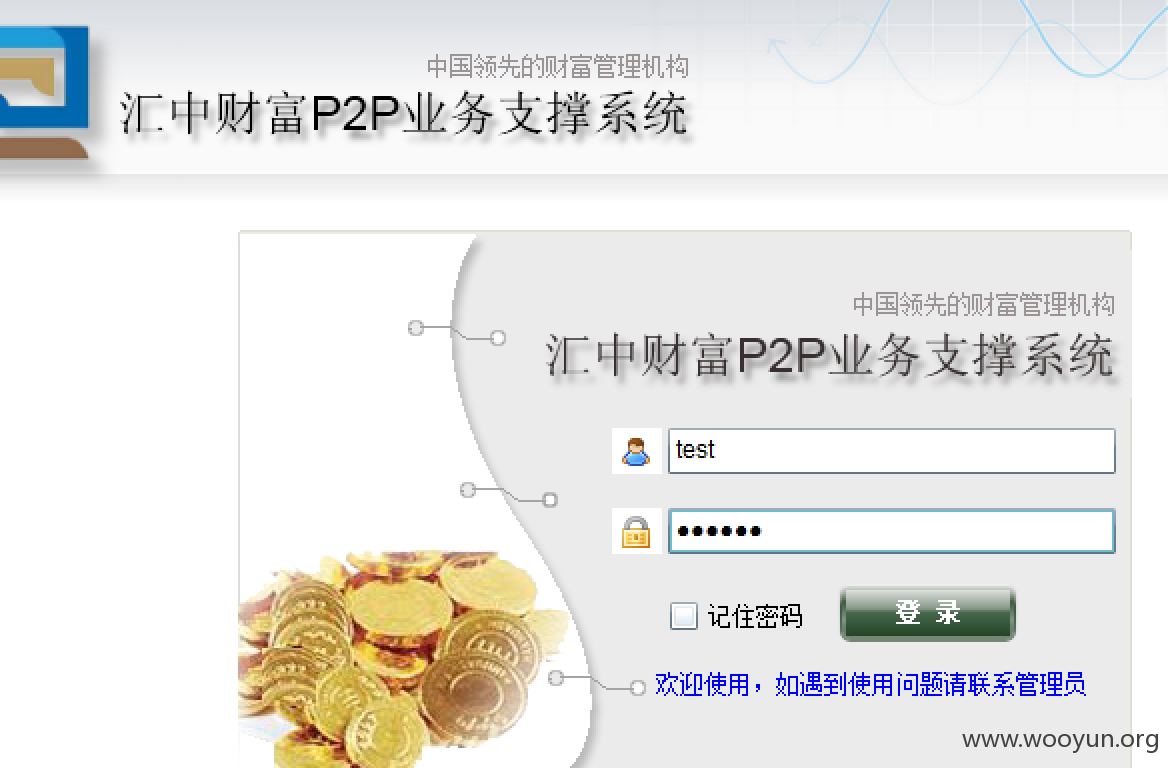 中国领先的财富管理机构
汇中财富P2P业务支撑系统
中国领先的财富管理机构
汇中财富P2P业务支撑系统
test
••••••
记住密码
登 录
欢迎使用，如遇到使用问题请联系管理员
www.wooyun.org